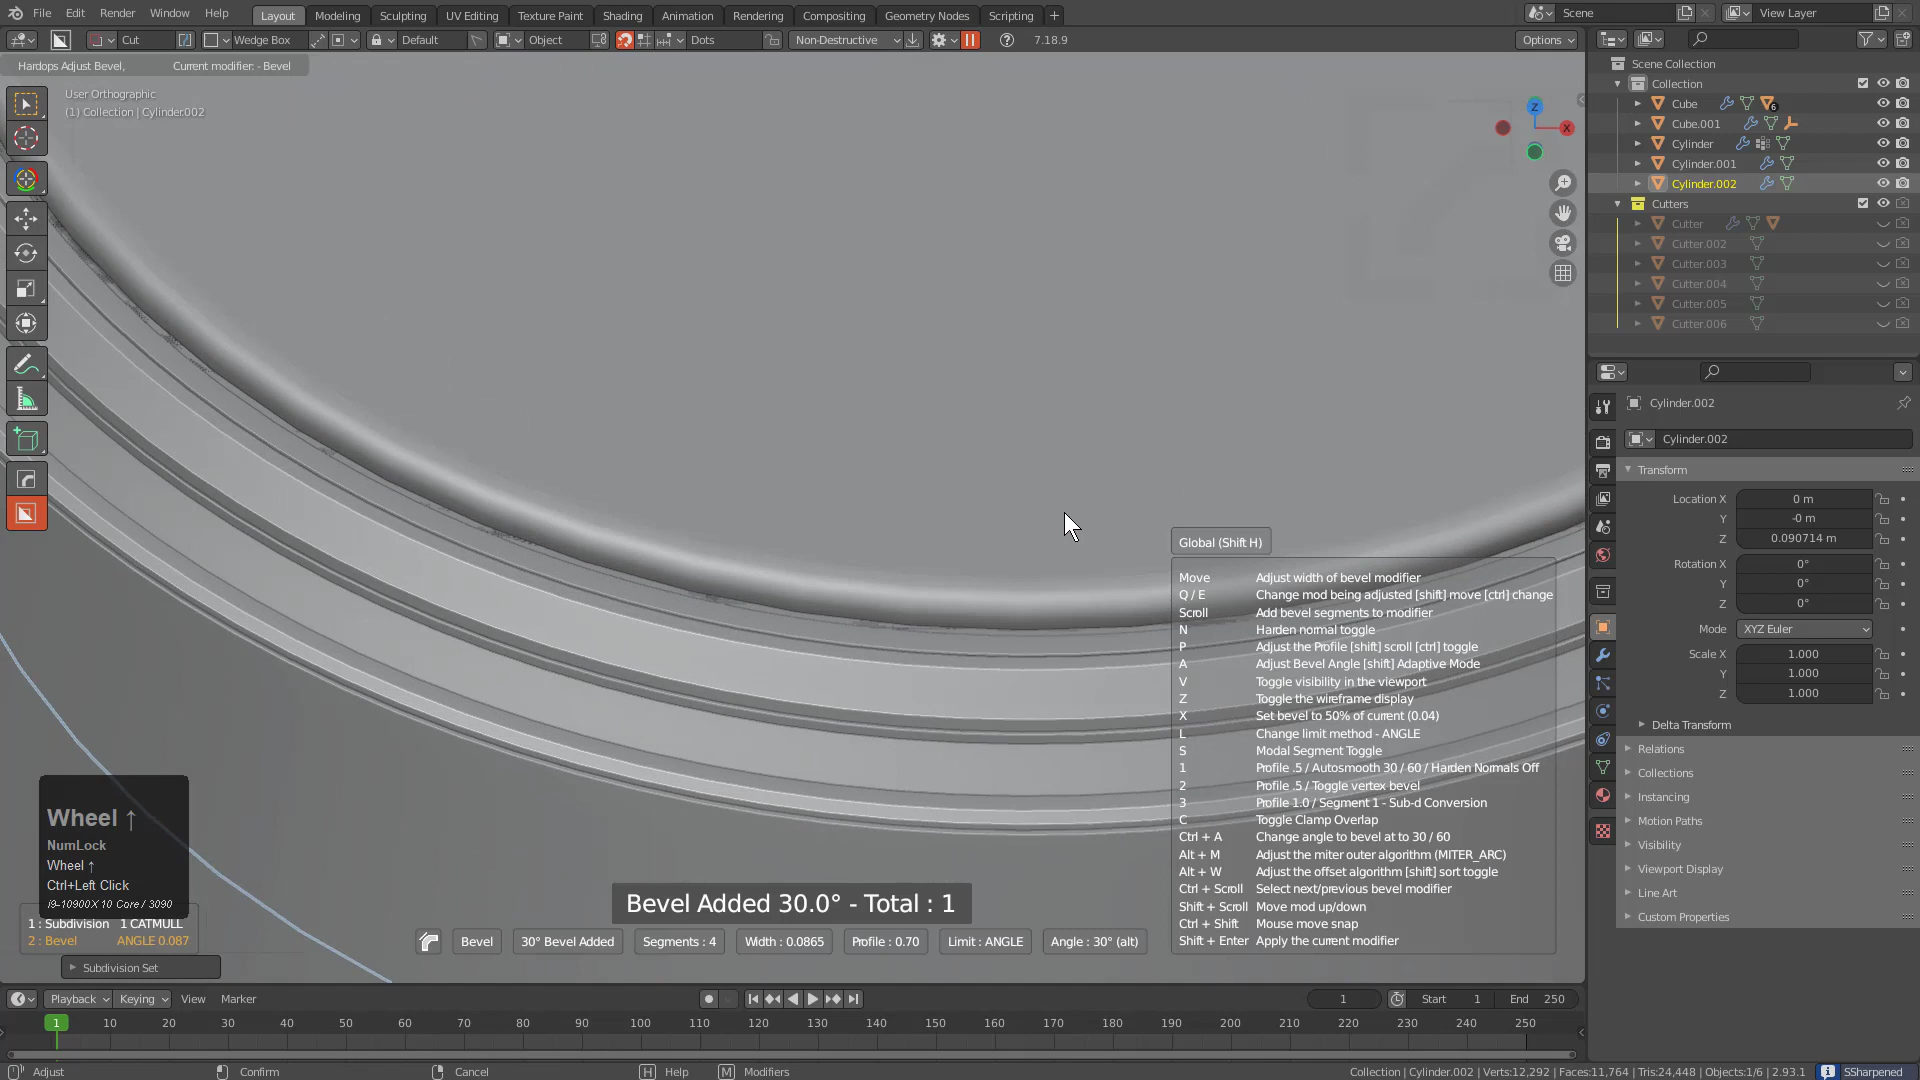 File Edit Render Window Help Layout Modeling Sculpting UV Editing Texture Paint Shading Animation Rendering Compositing Geometry Nodes Scripting + Scene View Layer
Cut Wedge Box Default Object Dots Non-Destructive 7.18.9 Options
Hardops Adjust Bevel, Current modifier: - Bevel
User Orthographic
(1) Collection | Cylinder.002
Z
X
Scene Collection
Collection
Cube 6
Cube.001
Cylinder
Cylinder.001
Cylinder.002
Cutters
Cutter
Cutter.002
Cutter.003
Cutter.004
Cutter.005
Cutter.006
Cylinder.002
Cylinder.002
Transform
Location X 0 m
Y -0 m
Z 0.090714 m
Rotation X 0°
Y 0°
Z 0°
Mode XYZ Euler
Scale X 1.000
Y 1.000
Z 1.000
Delta Transform
Relations
Collections
Instancing
Motion Paths
Visibility
Viewport Display
Line Art
Custom Properties
Global (Shift H)
Move Adjust width of bevel modifier
Q / E Change mod being adjusted [shift] move [ctrl] change
Scroll Add bevel segments to modifier
N Harden normal toggle
P Adjust the Profile [shift] scroll [ctrl] toggle
A Adjust Bevel Angle [shift] Adaptive Mode
V Toggle visibility in the viewport
Z Toggle the wireframe display
X Set bevel to 50% of current (0.04)
L Change limit method - ANGLE
S Modal Segment Toggle
1 Profile .5 / Autosmooth 30 / 60 / Harden Normals Off
2 Profile .5 / Toggle vertex bevel
3 Profile 1.0 / Segment 1 - Sub-d Conversion
C Toggle Clamp Overlap
Ctrl + A Change angle to bevel at to 30 / 60
Alt + M Adjust the miter outer algorithm (MITER_ARC)
Alt + W Adjust the offset algorithm [shift] sort toggle
Ctrl + Scroll Select next/previous bevel modifier
Shift + Scroll Move mod up/down
Ctrl + Shift Mouse move snap
Shift + Enter Apply the current modifier
Wheel ↑
NumLock
Wheel ↑
Ctrl+Left Click
i9-10900X 10 Core / 3090
1 : Subdivision 1 CATMULL
2 : Bevel ANGLE 0.087
Subdivision Set
Bevel Added 30.0° - Total : 1
Bevel 30° Bevel Added Segments : 4 Width : 0.0865 Profile : 0.70 Limit : ANGLE Angle : 30° (alt)
Playback Keying View Marker 1 Start 1 End 250
1 10 20 30 40 50 60 70 80 90 100 110 120 130 140 150 160 170 180 190 200 210 220 230 240 250
Adjust Confirm Cancel H Help M Modifiers Collection | Cylinder.002 | Verts:12,292 | Faces:11,764 | Tris:24,448 | Objects:1/6 | 2.93.1 SSharpened